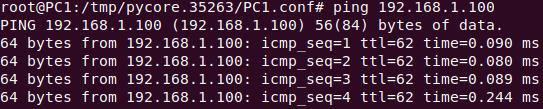 root@PC1:/tmp/pycore.35263/PC1.conf# ping 192.168.1.100
PING 192.168.1.100 (192.168.1.100) 56(84) bytes of data.
64 bytes from 192.168.1.100: icmp_seq=1 ttl=62 time=0.090 ms
64 bytes from 192.168.1.100: icmp_seq=2 ttl=62 time=0.080 ms
64 bytes from 192.168.1.100: icmp_seq=3 ttl=62 time=0.089 ms
64 bytes from 192.168.1.100: icmp_seq=4 ttl=62 time=0.244 ms